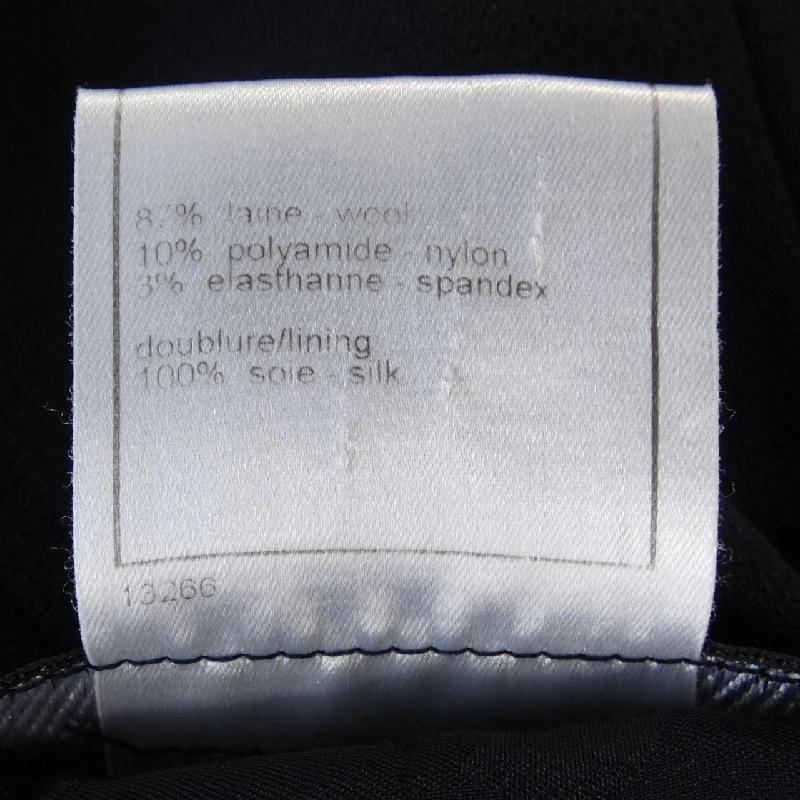 87% laine - wool
10% polyamide - nylon
3% elasthanne - spandex
doublure/lining
100% soie - silk
13266